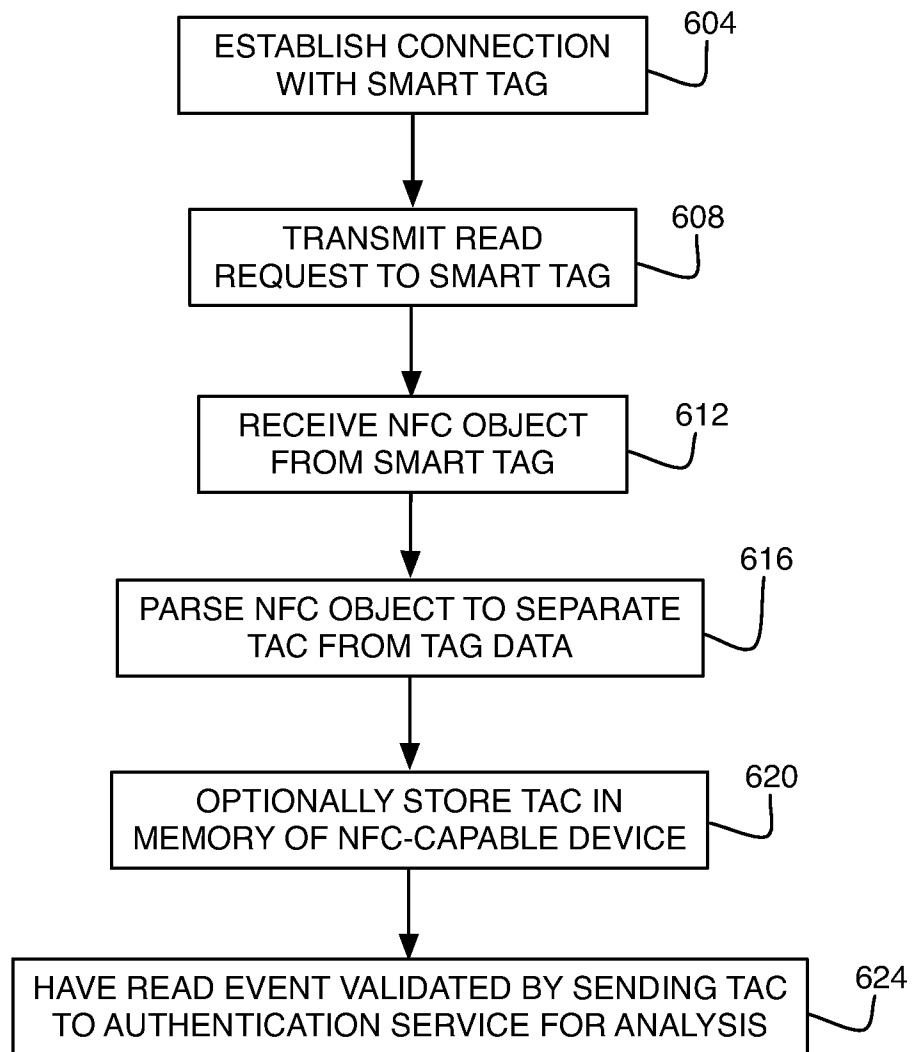 ESTABLISH CONNECTION
WITH SMART TAG
604
TRANSMIT READ
REQUEST TO SMART TAG
608
RECEIVE NFC OBJECT
FROM SMART TAG
612
PARSE NFC OBJECT TO SEPARATE
TAC FROM TAG DATA
616
OPTIONALLY STORE TAC IN
MEMORY OF NFC-CAPABLE DEVICE
620
HAVE READ EVENT VALIDATED BY SENDING TAC
TO AUTHENTICATION SERVICE FOR ANALYSIS
624